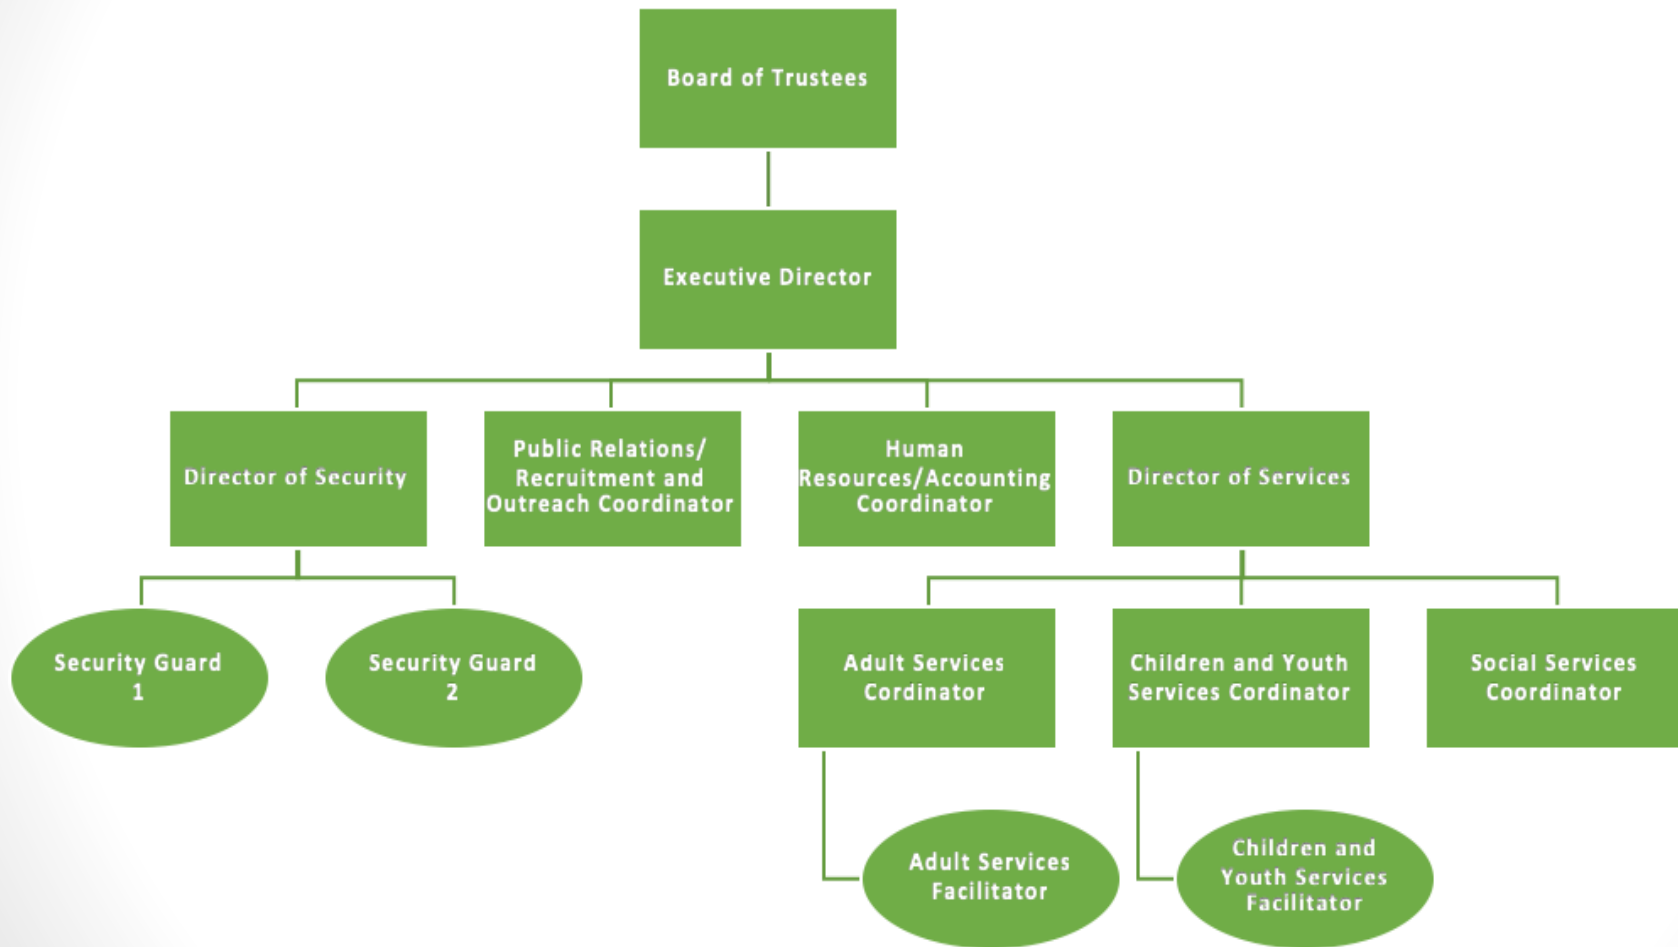 Board of Trustees
Executive Director
Director of Security
Public Relations/
Recruitment and
Outreach Coordinator
Human
Resources/Accounting
Coordinator
Director of Services
Security Guard
1
Security Guard
2
Adult Services
Cordinator
Children and Youth
Services Cordinator
Social Services
Coordinator
Adult Services
Facilitator
Children and
Youth Services
Facilitator